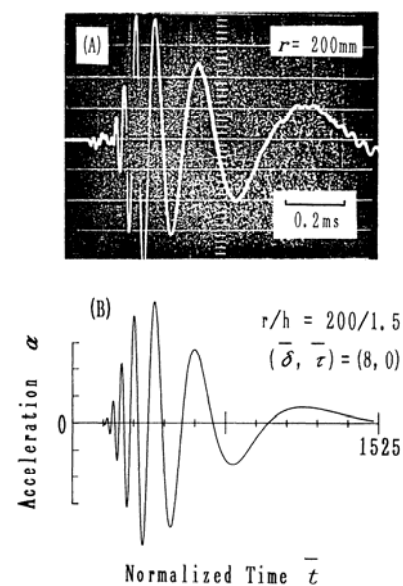 (A)
r = 200mm
0.2ms
(B)
r/h = 200/1.5
(δ̄, τ̄) = (8, 0)
Acceleration α
0
1525
Normalized Time t̄